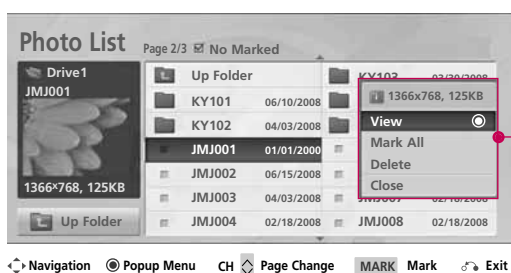 Photo List Page 2/3 No Marked
Drive1
JMJ001
1366×768, 125KB
Up Folder
Up Folder
KY101 06/10/2008
KY102 04/03/2008
JMJ001 01/01/2000
JMJ002 06/15/2008
JMJ003 04/03/2008
JMJ004 02/18/2008
KY103 03/30/2008
1366x768, 125KB
View
Mark All
Delete
Close
JMJ007 02/18/2008
JMJ008 02/18/2008
Navigation Popup Menu CH Page Change MARK Mark Exit